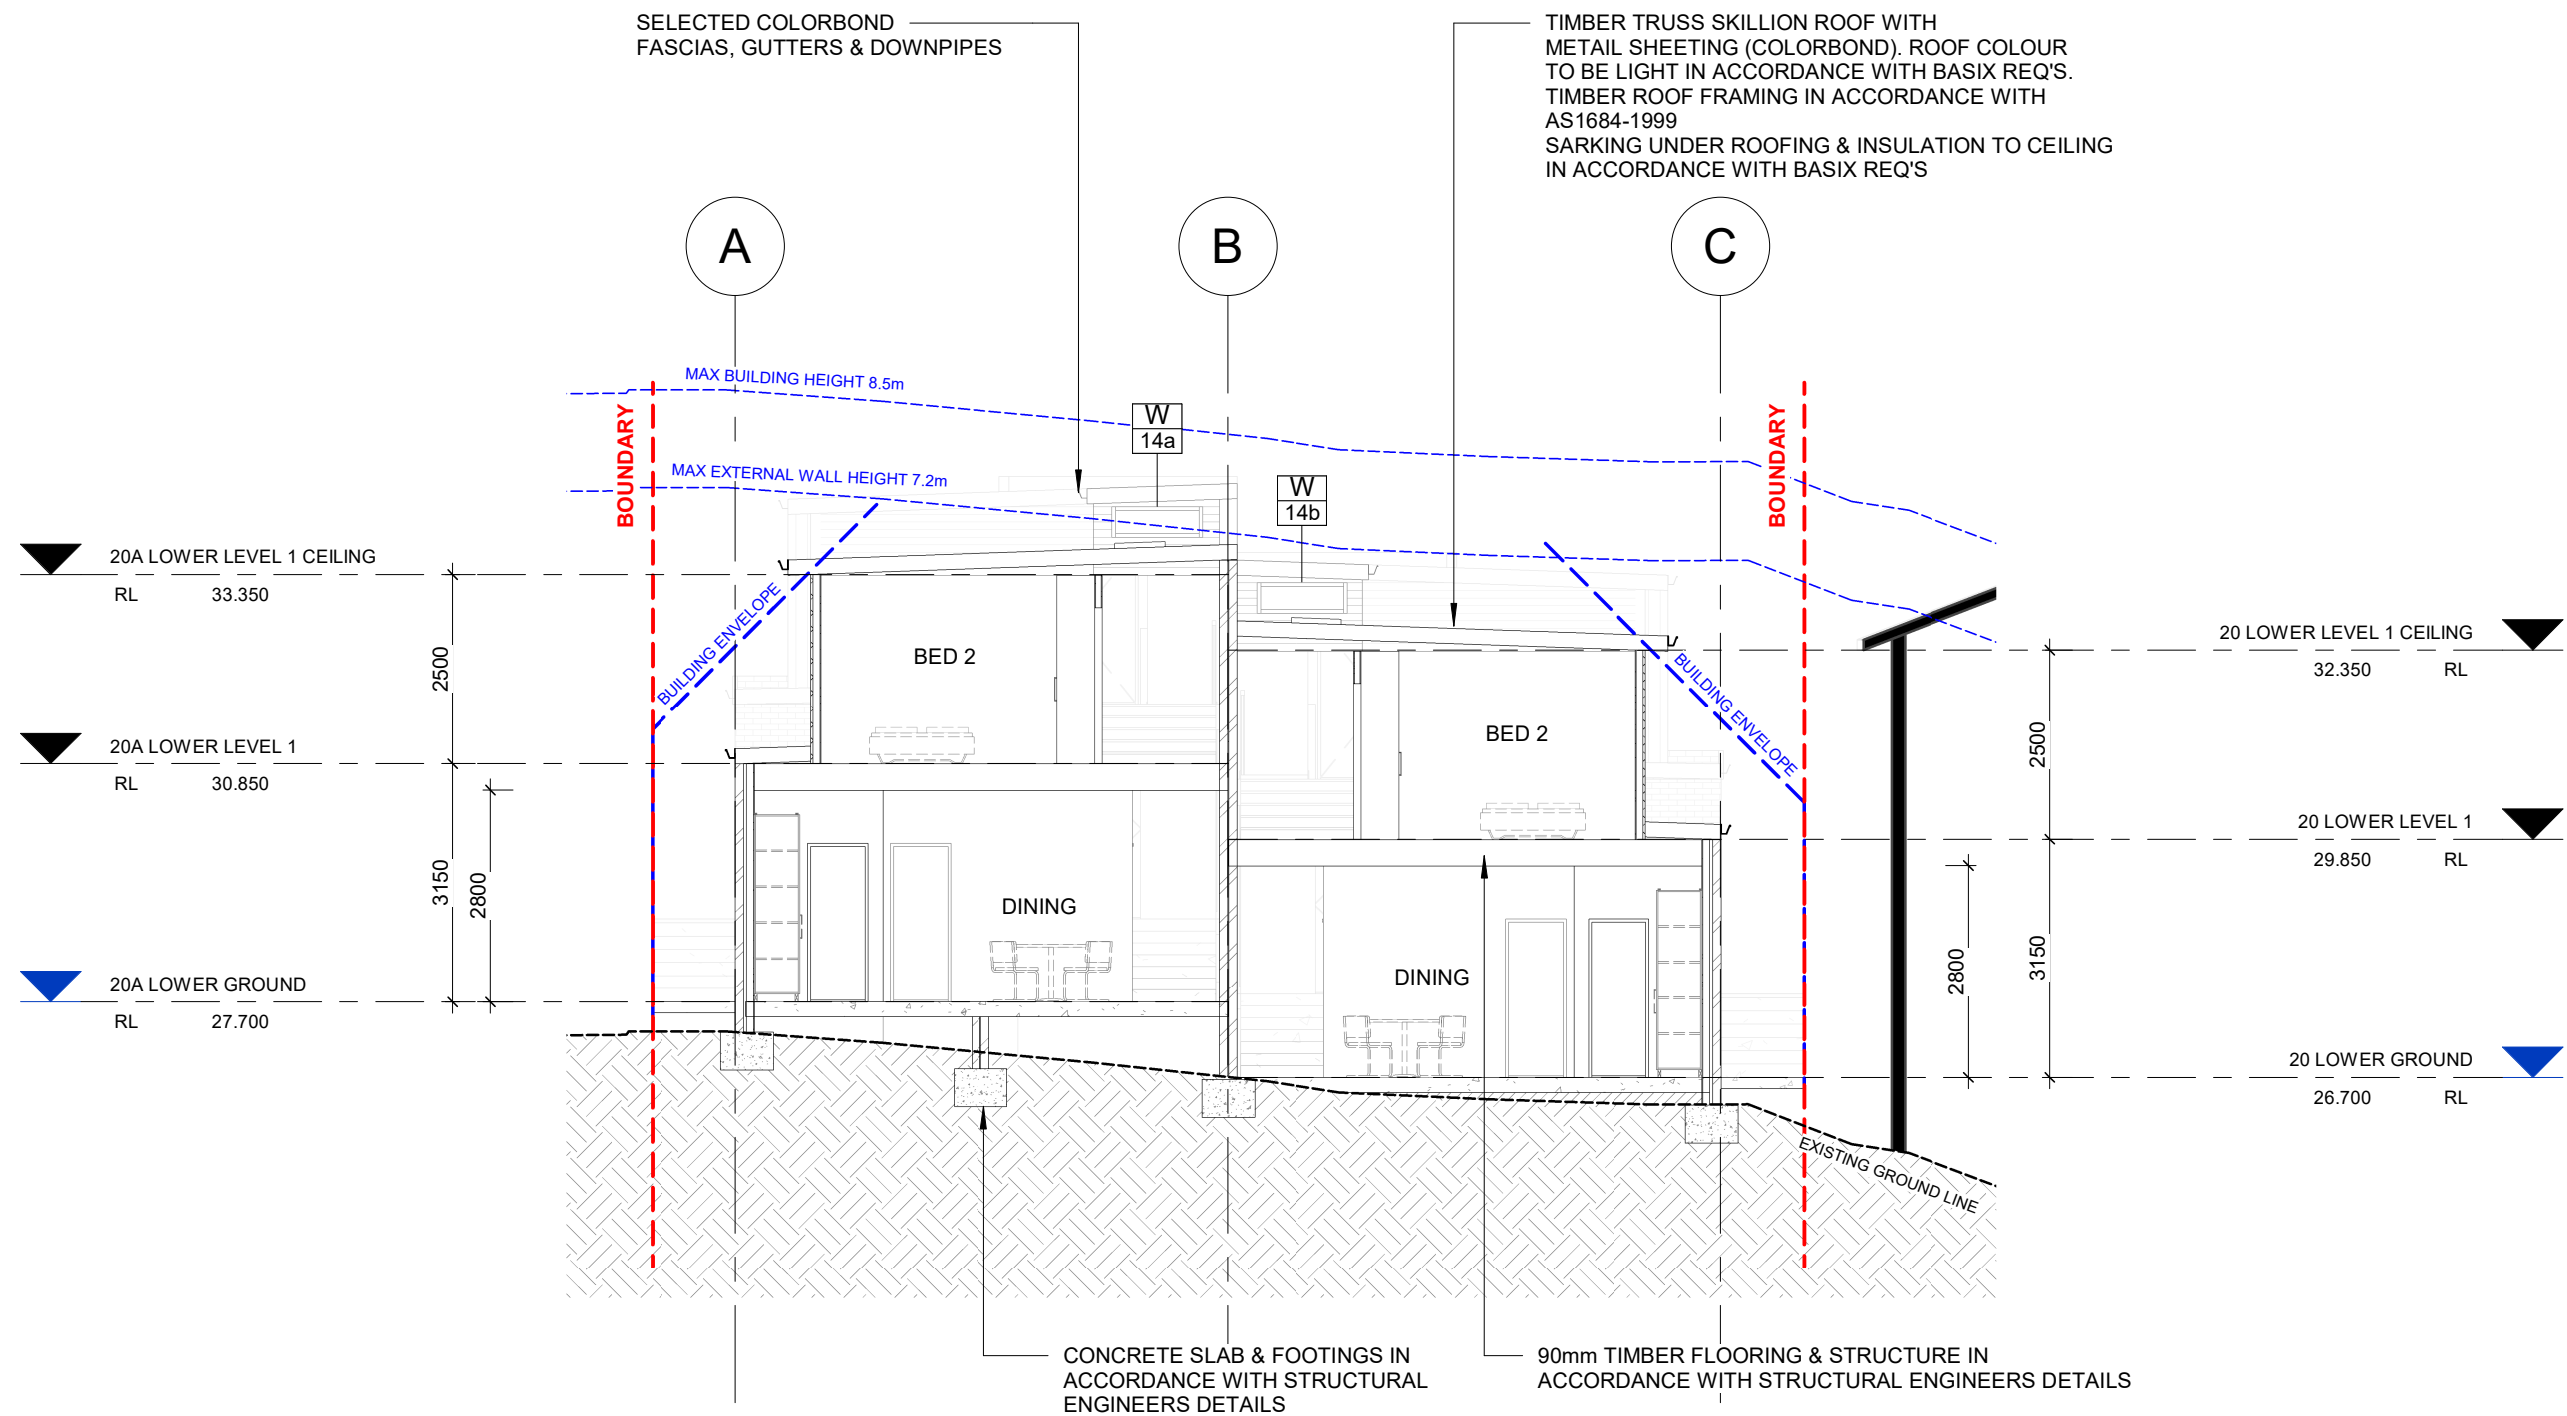 SELECTED COLORBOND
FASCIAS, GUTTERS & DOWNPIPES
TIMBER TRUSS SKILLION ROOF WITH
METAIL SHEETING (COLORBOND). ROOF COLOUR
TO BE LIGHT IN ACCORDANCE WITH BASIX REQ'S.
TIMBER ROOF FRAMING IN ACCORDANCE WITH
AS1684-1999
SARKING UNDER ROOFING & INSULATION TO CEILING
IN ACCORDANCE WITH BASIX REQ'S
A
B
C
MAX BUILDING HEIGHT 8.5m
MAX EXTERNAL WALL HEIGHT 7.2m
BOUNDARY
BOUNDARY
W
14a
W
14b
20A LOWER LEVEL 1 CEILING
RL 33.350
20A LOWER LEVEL 1
RL 30.850
20A LOWER GROUND
RL 27.700
2500
3150
2800
BUILDING ENVELOPE
BED 2
DINING
BED 2
DINING
BUILDING ENVELOPE
20 LOWER LEVEL 1 CEILING
32.350 RL
20 LOWER LEVEL 1
29.850 RL
20 LOWER GROUND
26.700 RL
2500
3150
2800
EXISTING GROUND LINE
CONCRETE SLAB & FOOTINGS IN
ACCORDANCE WITH STRUCTURAL
ENGINEERS DETAILS
90mm TIMBER FLOORING & STRUCTURE IN
ACCORDANCE WITH STRUCTURAL ENGINEERS DETAILS